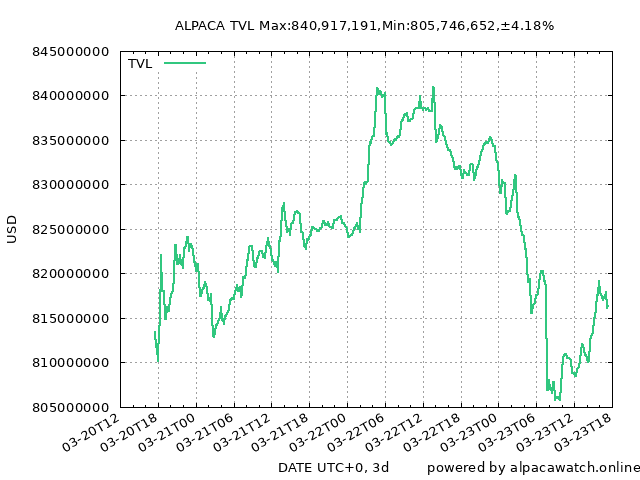 ALPACA TVL Max:840,917,191,Min:805,746,652,±4.18%
TVL
845000000
840000000
835000000
830000000
825000000
820000000
815000000
810000000
805000000
USD
03-20T12
03-20T18
03-21T00
03-21T06
03-21T12
03-21T18
03-22T00
03-22T06
03-22T12
03-22T18
03-23T00
03-23T06
03-23T12
03-23T18
DATE UTC+0, 3d
powered by alpacawatch.online